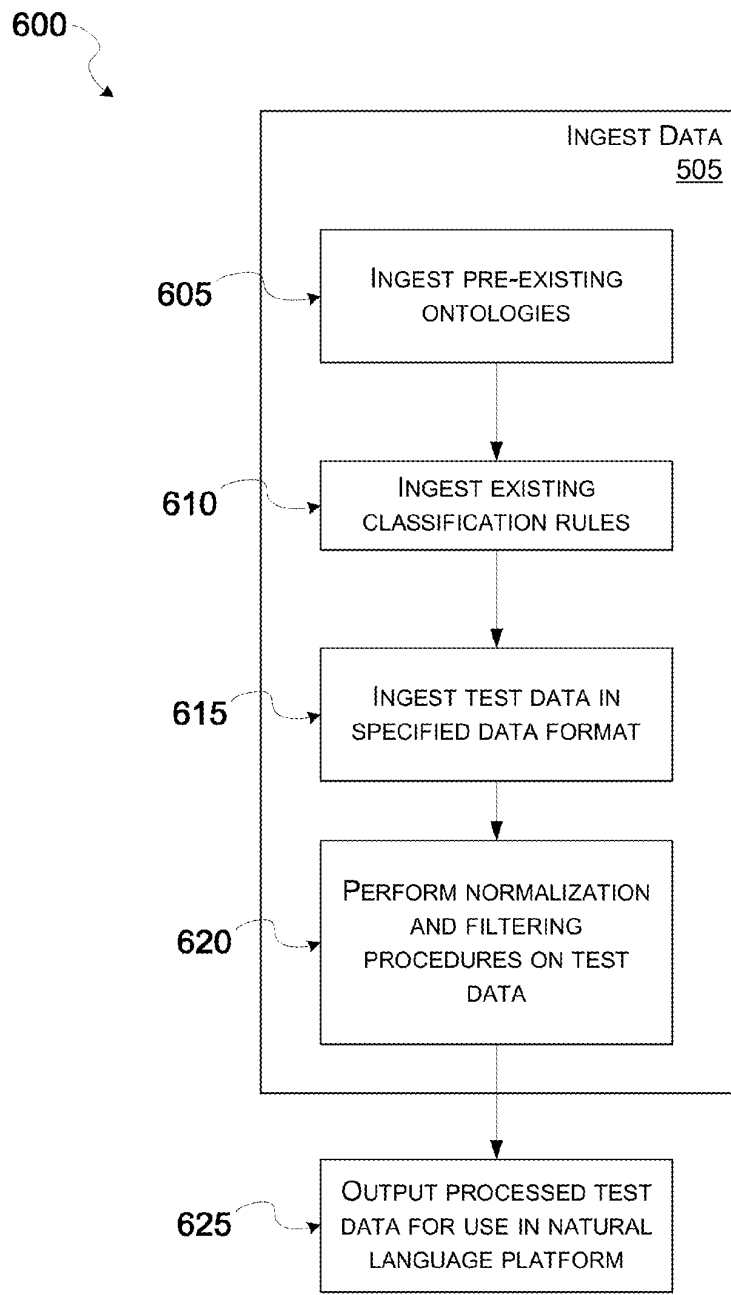 600
INGEST DATA
505
605
INGEST PRE-EXISTING
ONTOLOGIES
610
INGEST EXISTING
CLASSIFICATION RULES
615
INGEST TEST DATA IN
SPECIFIED DATA FORMAT
620
PERFORM NORMALIZATION
AND FILTERING
PROCEDURES ON TEST
DATA
625
OUTPUT PROCESSED TEST
DATA FOR USE IN NATURAL
LANGUAGE PLATFORM